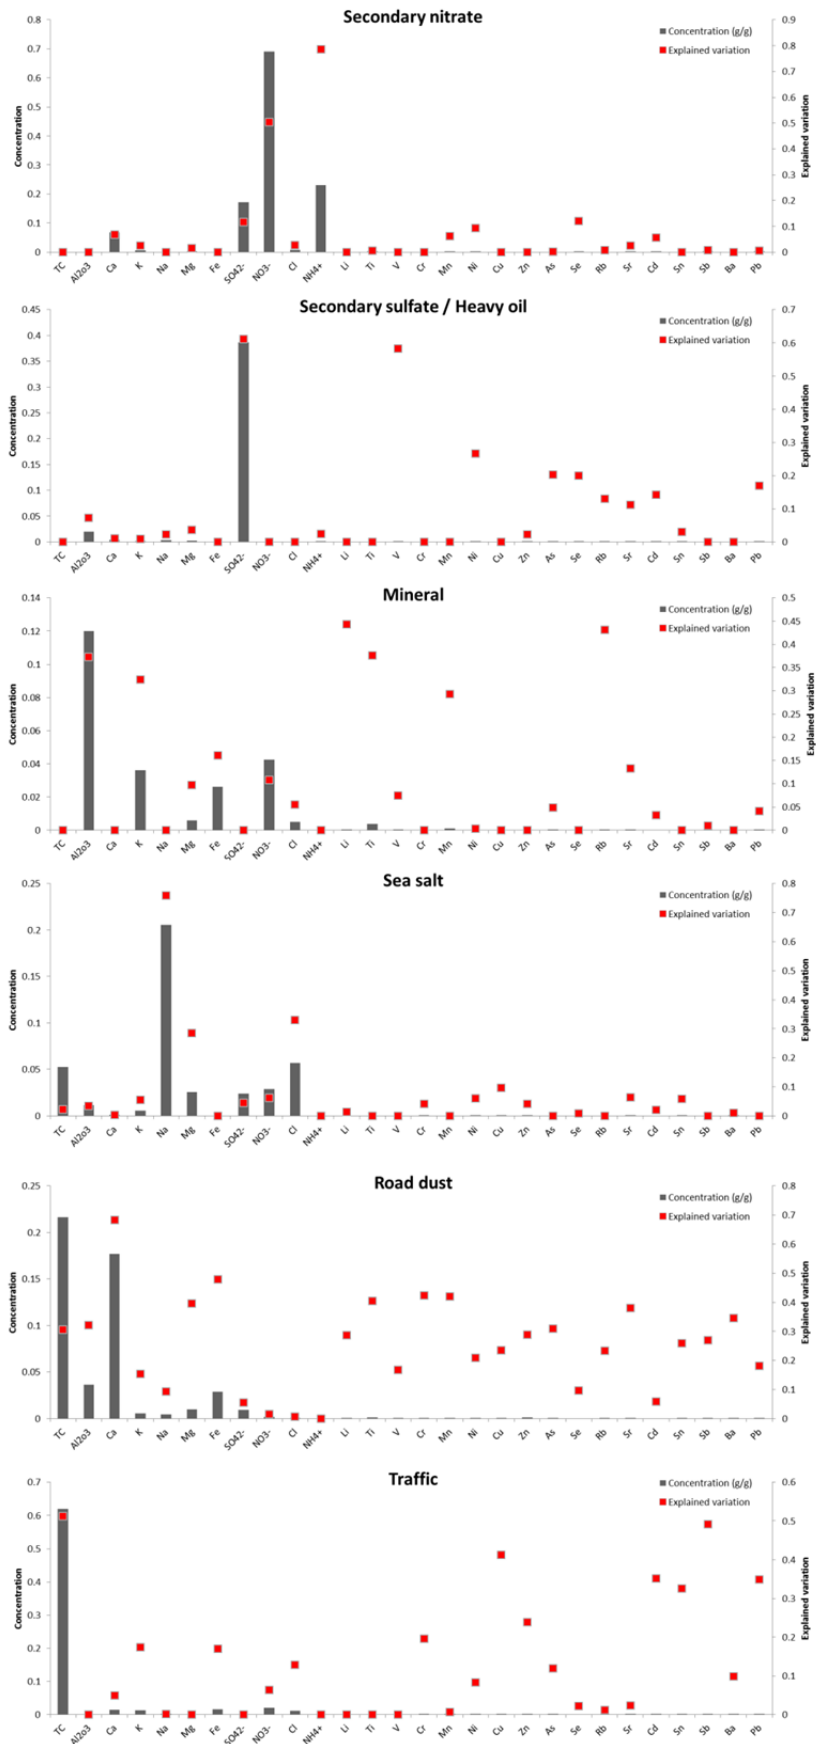 Secondary nitrate
Concentration (g/g)
Explained variation
0.8
0.7
0.6
0.5
0.4
0.3
0.2
0.1
0
Concentration
0.9
0.8
0.7
0.6
0.5
0.4
0.3
0.2
0.1
0
Explained variation
TC Al2o3 Ca K Na Mg Fe SO42- NO3- Cl NH4+ Li Ti V Cr Mn Ni Cu Zn As Se Rb Sr Cd Sn Sb Ba Pb
Secondary sulfate / Heavy oil
Concentration (g/g)
Explained variation
0.45
0.4
0.35
0.3
0.25
0.2
0.15
0.1
0.05
0
Concentration
0.7
0.6
0.5
0.4
0.3
0.2
0.1
0
Explained variation
TC Al2o3 Ca K Na Mg Fe SO42- NO3- Cl NH4+ Li Ti V Cr Mn Ni Cu Zn As Se Rb Sr Cd Sn Sb Ba Pb
Mineral
Concentration (g/g)
Explained variation
0.14
0.12
0.1
0.08
0.06
0.04
0.02
0
Concentration
0.5
0.45
0.4
0.35
0.3
0.25
0.2
0.15
0.1
0.05
0
Explained variation
TC Al2o3 Ca K Na Mg Fe SO42- NO3- Cl NH4+ Li Ti V Cr Mn Ni Cu Zn As Se Rb Sr Cd Sn Sb Ba Pb
Sea salt
Concentration (g/g)
Explained variation
0.25
0.2
0.15
0.1
0.05
0
Concentration
0.8
0.7
0.6
0.5
0.4
0.3
0.2
0.1
0
Explained variation
TC Al2o3 Ca K Na Mg Fe SO42- NO3- Cl NH4+ Li Ti V Cr Mn Ni Cu Zn As Se Rb Sr Cd Sn Sb Ba Pb
Road dust
Concentration (g/g)
Explained variation
0.25
0.2
0.15
0.1
0.05
0
Concentration
0.8
0.7
0.6
0.5
0.4
0.3
0.2
0.1
0
Explained variation
TC Al2o3 Ca K Na Mg Fe SO42- NO3- Cl NH4+ Li Ti V Cr Mn Ni Cu Zn As Se Rb Sr Cd Sn Sb Ba Pb
Traffic
Concentration (g/g)
Explained variation
0.7
0.6
0.5
0.4
0.3
0.2
0.1
0
Concentration
0.6
0.5
0.4
0.3
0.2
0.1
0
Explained variation
TC Al2o3 Ca K Na Mg Fe SO42- NO3- Cl NH4+ Li Ti V Cr Mn Ni Cu Zn As Se Rb Sr Cd Sn Sb Ba Pb